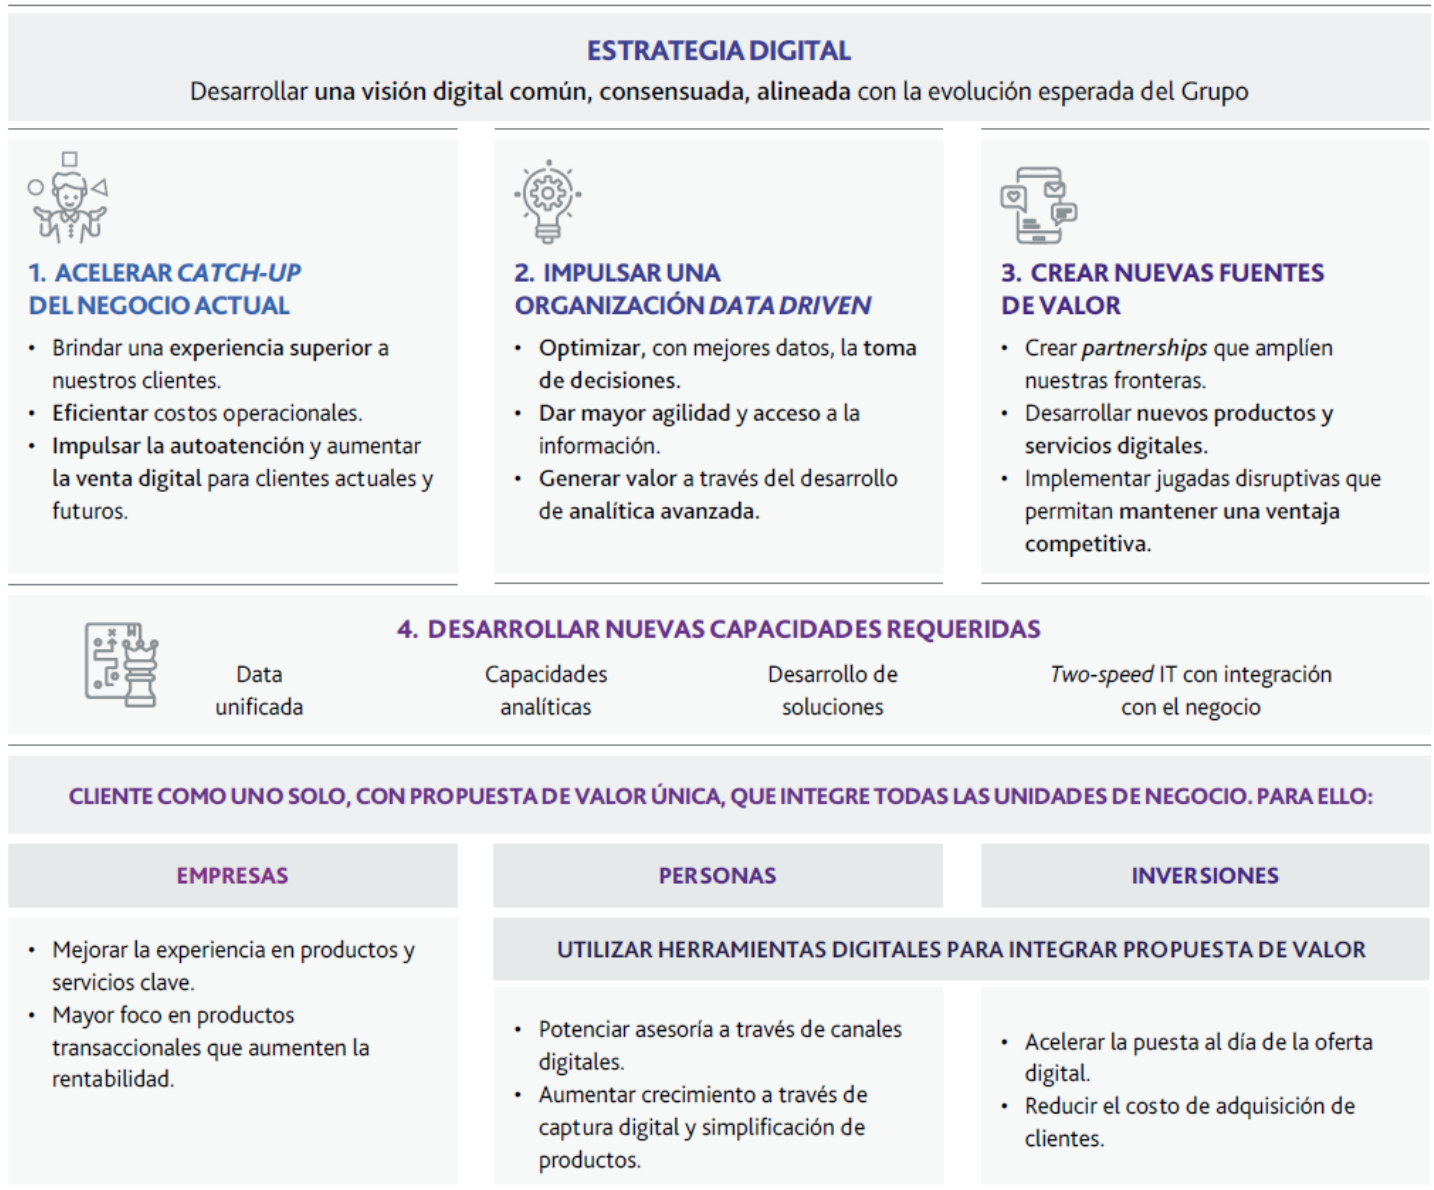 ESTRATEGIA DIGITAL
Desarrollar una visión digital común, consensuada, alineada con la evolución esperada del Grupo
1. ACELERAR CATCH-UP
DEL NEGOCIO ACTUAL
• Brindar una experiencia superior a
nuestros clientes.
• Eficientar costos operacionales.
• Impulsar la autoatención y aumentar
la venta digital para clientes actuales y
futuros.
2. IMPULSAR UNA
ORGANIZACIÓN DATA DRIVEN
• Optimizar, con mejores datos, la toma
de decisiones.
• Dar mayor agilidad y acceso a la
información.
• Generar valor a través del desarrollo
de analítica avanzada.
3. CREAR NUEVAS FUENTES
DE VALOR
• Crear partnerships que amplíen
nuestras fronteras.
• Desarrollar nuevos productos y
servicios digitales.
• Implementar jugadas disruptivas que
permitan mantener una ventaja
competitiva.
4. DESARROLLAR NUEVAS CAPACIDADES REQUERIDAS
Data
unificada
Capacidades
analíticas
Desarrollo de
soluciones
Two-speed IT con integración
con el negocio
CLIENTE COMO UNO SOLO, CON PROPUESTA DE VALOR ÚNICA, QUE INTEGRE TODAS LAS UNIDADES DE NEGOCIO. PARA ELLO:
EMPRESAS
• Mejorar la experiencia en productos y
servicios clave.
• Mayor foco en productos
transaccionales que aumenten la
rentabilidad.
PERSONAS
INVERSIONES
UTILIZAR HERRAMIENTAS DIGITALES PARA INTEGRAR PROPUESTA DE VALOR
• Potenciar asesoría a través de canales
digitales.
• Aumentar crecimiento a través de
captura digital y simplificación de
productos.
• Acelerar la puesta al día de la oferta
digital.
• Reducir el costo de adquisición de
clientes.